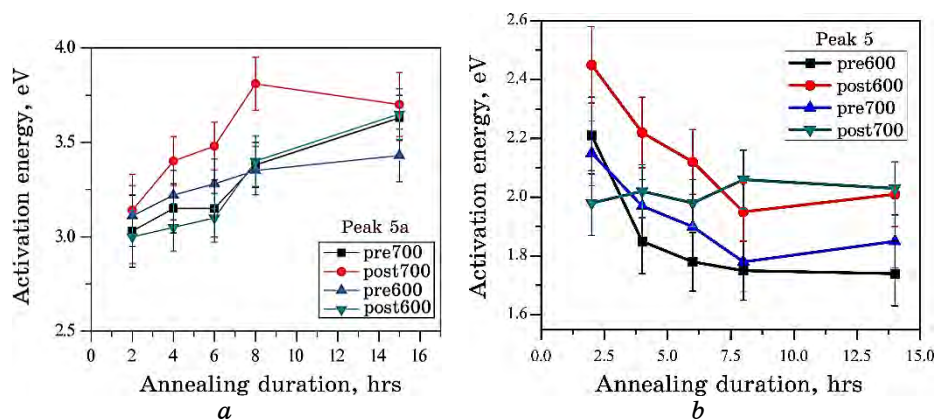 4.0
3.5
3.0
2.5
Activation energy, eV
Peak 5a
pre700
post700
pre600
post600
0 2 4 6 8 10 12 14 16
Annealing duration, hrs
a
2.6
2.4
2.2
2.0
1.8
1.6
Activation energy, eV
Peak 5
pre600
post600
pre700
post700
0.0 2.5 5.0 7.5 10.0 12.5 15.0
Annealing duration, hrs
b